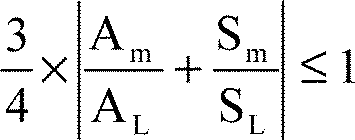 3/4 × |A_m/A_L + S_m/S_L| ≤ 1